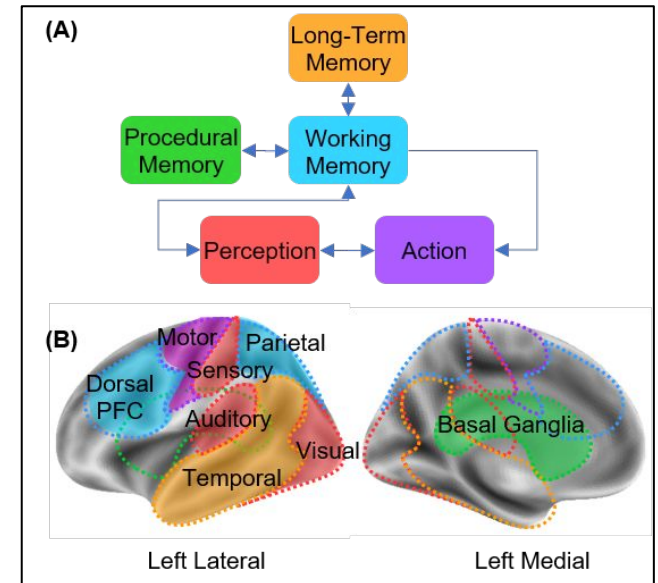 (A)
Long-Term
Memory
Procedural
Memory
Working
Memory
Perception
Action
(B)
Motor
Parietal
Sensory
Dorsal
PFC
Auditory
Visual
Temporal
Basal Ganglia
Left Lateral
Left Medial